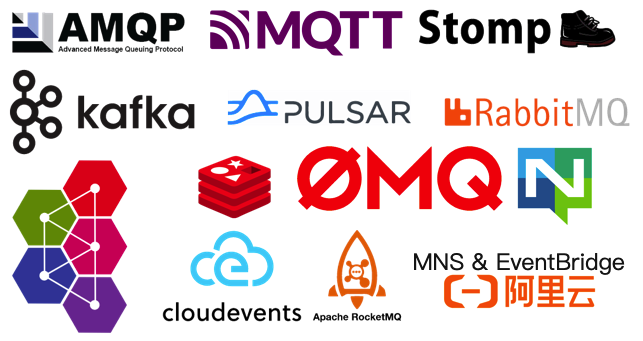 AMQP
Advanced Message Queuing Protocol
MQTT
Stomp
kafka
PULSAR
RabbitMQ
ØMQ
N
cloudevents
Apache RocketMQ
MNS & EventBridge
阿里云